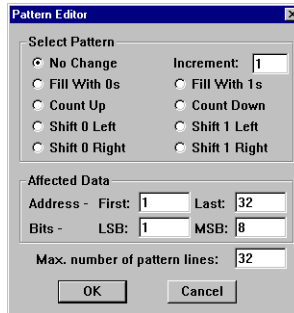 Pattern Editor
Select Pattern
No Change Increment: 1
Fill With 0s Fill With 1s
Count Up Count Down
Shift 0 Left Shift 1 Left
Shift 0 Right Shift 1 Right
Affected Data
Address - First: 1 Last: 32
Bits - LSB: 1 MSB: 8
Max. number of pattern lines: 32
OK Cancel